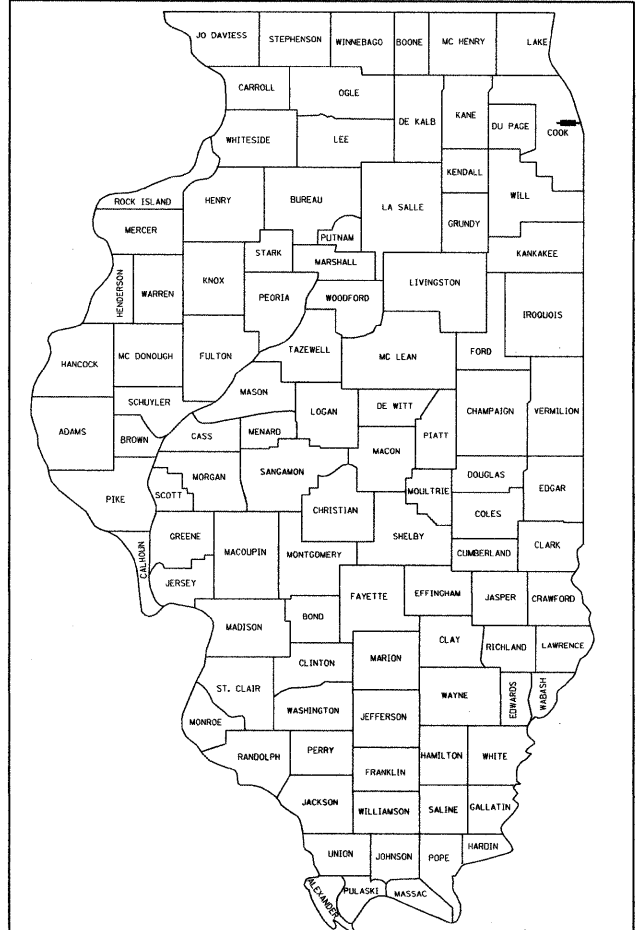 JO DAVIESS
STEPHENSON
WINNEBAGO
BOONE
MC HENRY
LAKE
CARROLL
OGLE
DE KALB
KANE
DU PAGE
COOK
WHITESIDE
LEE
KENDALL
WILL
ROCK ISLAND
HENRY
BUREAU
LA SALLE
GRUNDY
MERCER
PUTNAM
KANKAKEE
STARK
MARSHALL
HENDERSON
WARREN
KNOX
PEORIA
WOODFORD
LIVINGSTON
IROQUOIS
HANCOCK
MC DONOUGH
FULTON
TAZEWELL
MC LEAN
FORD
SCHUYLER
MASON
LOGAN
DE WITT
CHAMPAIGN
VERMILION
ADAMS
BROWN
CASS
MENARD
MACON
PIATT
PIKE
SCOTT
MORGAN
SANGAMON
DOUGLAS
EDGAR
MOULTRIE
CHRISTIAN
COLES
CALHOUN
GREENE
MACOUPIN
MONTGOMERY
SHELBY
CUMBERLAND
CLARK
JERSEY
FAYETTE
EFFINGHAM
JASPER
CRAWFORD
MADISON
BOND
CLAY
RICHLAND
LAWRENCE
CLINTON
MARION
ST. CLAIR
WAYNE
EDWARDS
WABASH
MONROE
WASHINGTON
JEFFERSON
RANDOLPH
PERRY
HAMILTON
WHITE
FRANKLIN
JACKSON
WILLIAMSON
SALINE
GALLATIN
UNION
JOHNSON
POPE
HARDIN
ALEXANDER
PULASKI
MASSAC